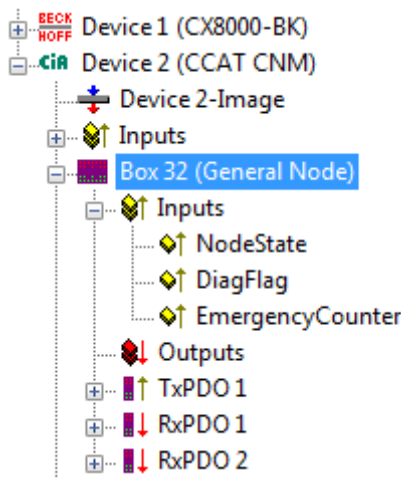 BECK
HOFF Device 1 (CX8000-BK)
CiA Device 2 (CCAT CNM)
Device 2-Image
Inputs
Box 32 (General Node)
Inputs
NodeState
DiagFlag
EmergencyCounter
Outputs
TxPDO 1
RxPDO 1
RxPDO 2